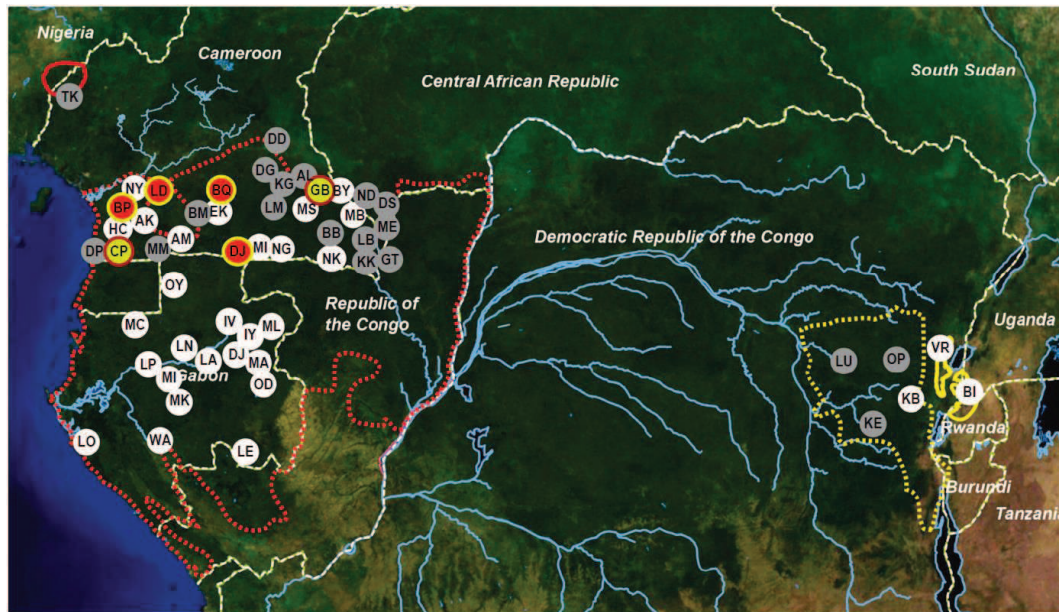 Nigeria
Cameroon
Central African Republic
South Sudan
TK
DD
DG
AL
KG
NY
LD
BQ
GB
BY
ND
BP
LM
MS
DS
BM
EK
MB
AK
HC
ME
BB
LB
AM
DP
CP
MM
DJ
MI
NG
NK
KK
GT
Democratic Republic of the Congo
OY
Republic of
the Congo
MC
IV
ML
IY
Uganda
LN
DJ
VR
LP
LA
MA
LU
OP
MI
Gabon
OD
BI
MK
KB
KE
Rwanda
LO
WA
LE
Burundi
Tanzania